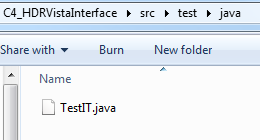 C4_HDRVistaInterface ▸ src ▸ test ▸ java
Share with ▾ Burn New folder
Name
TestIT.java